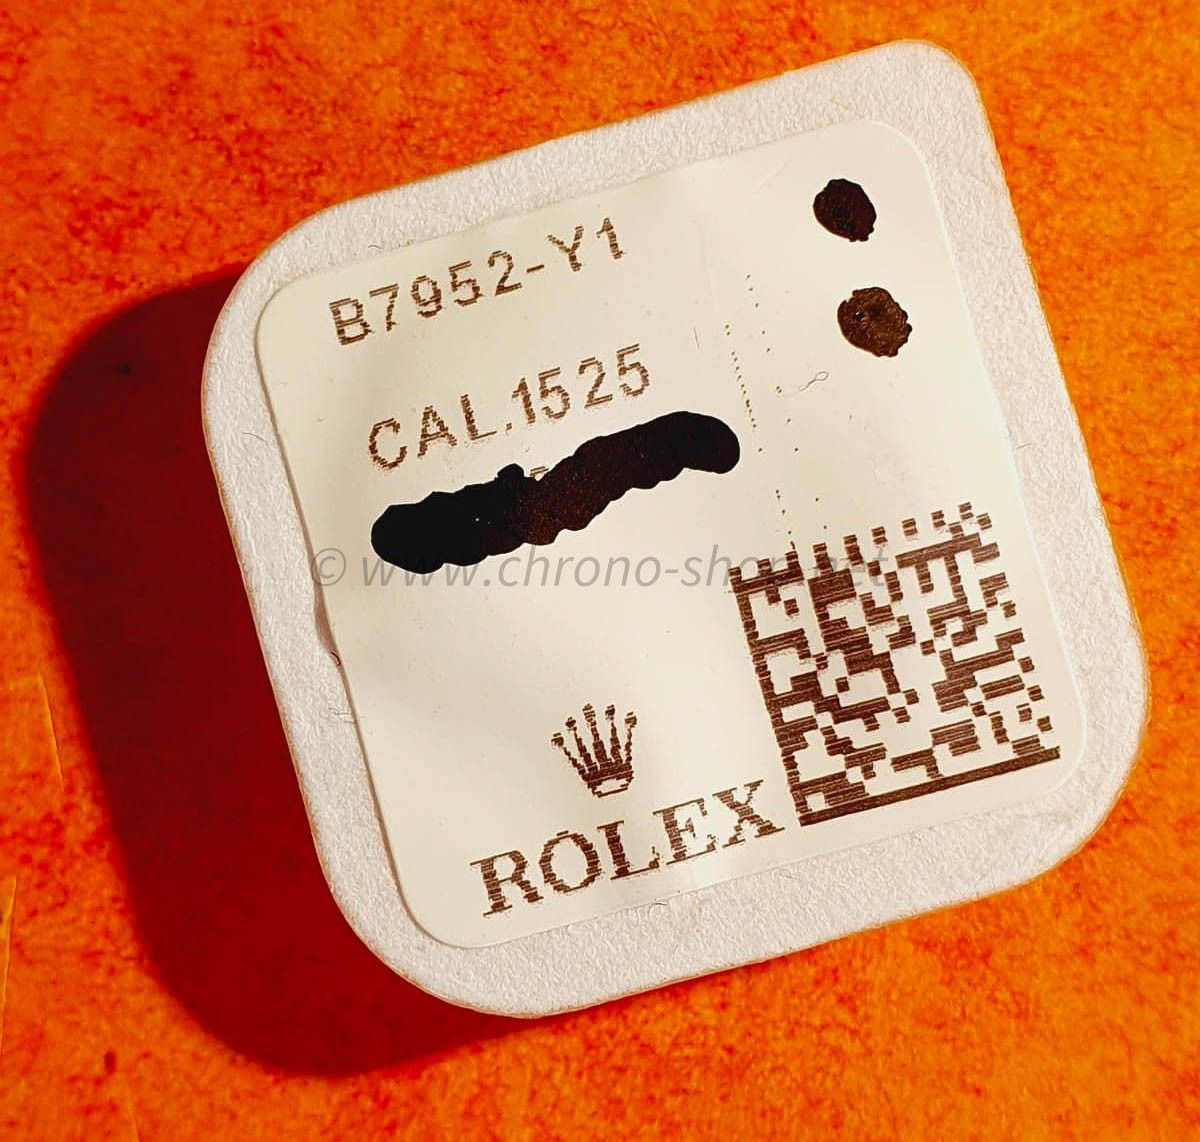 B7952-Y1
CAL.1525
© www.chrono-shop.net
ROLEX